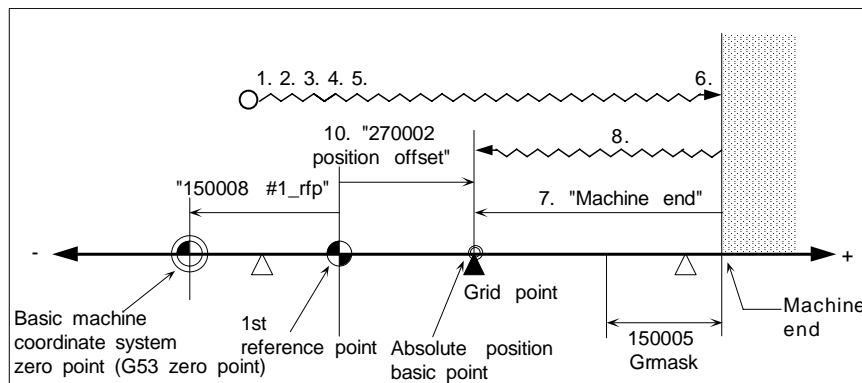 1. 2. 3. 4. 5.
6.
10. "270002
position offset"
8.
"150008 #1_rfp"
7. "Machine end"
-
+
Grid point
Basic machine
coordinate system
zero point (G53 zero point)
1st
reference point
Absolute position
basic point
150005
Grmask
Machine
end